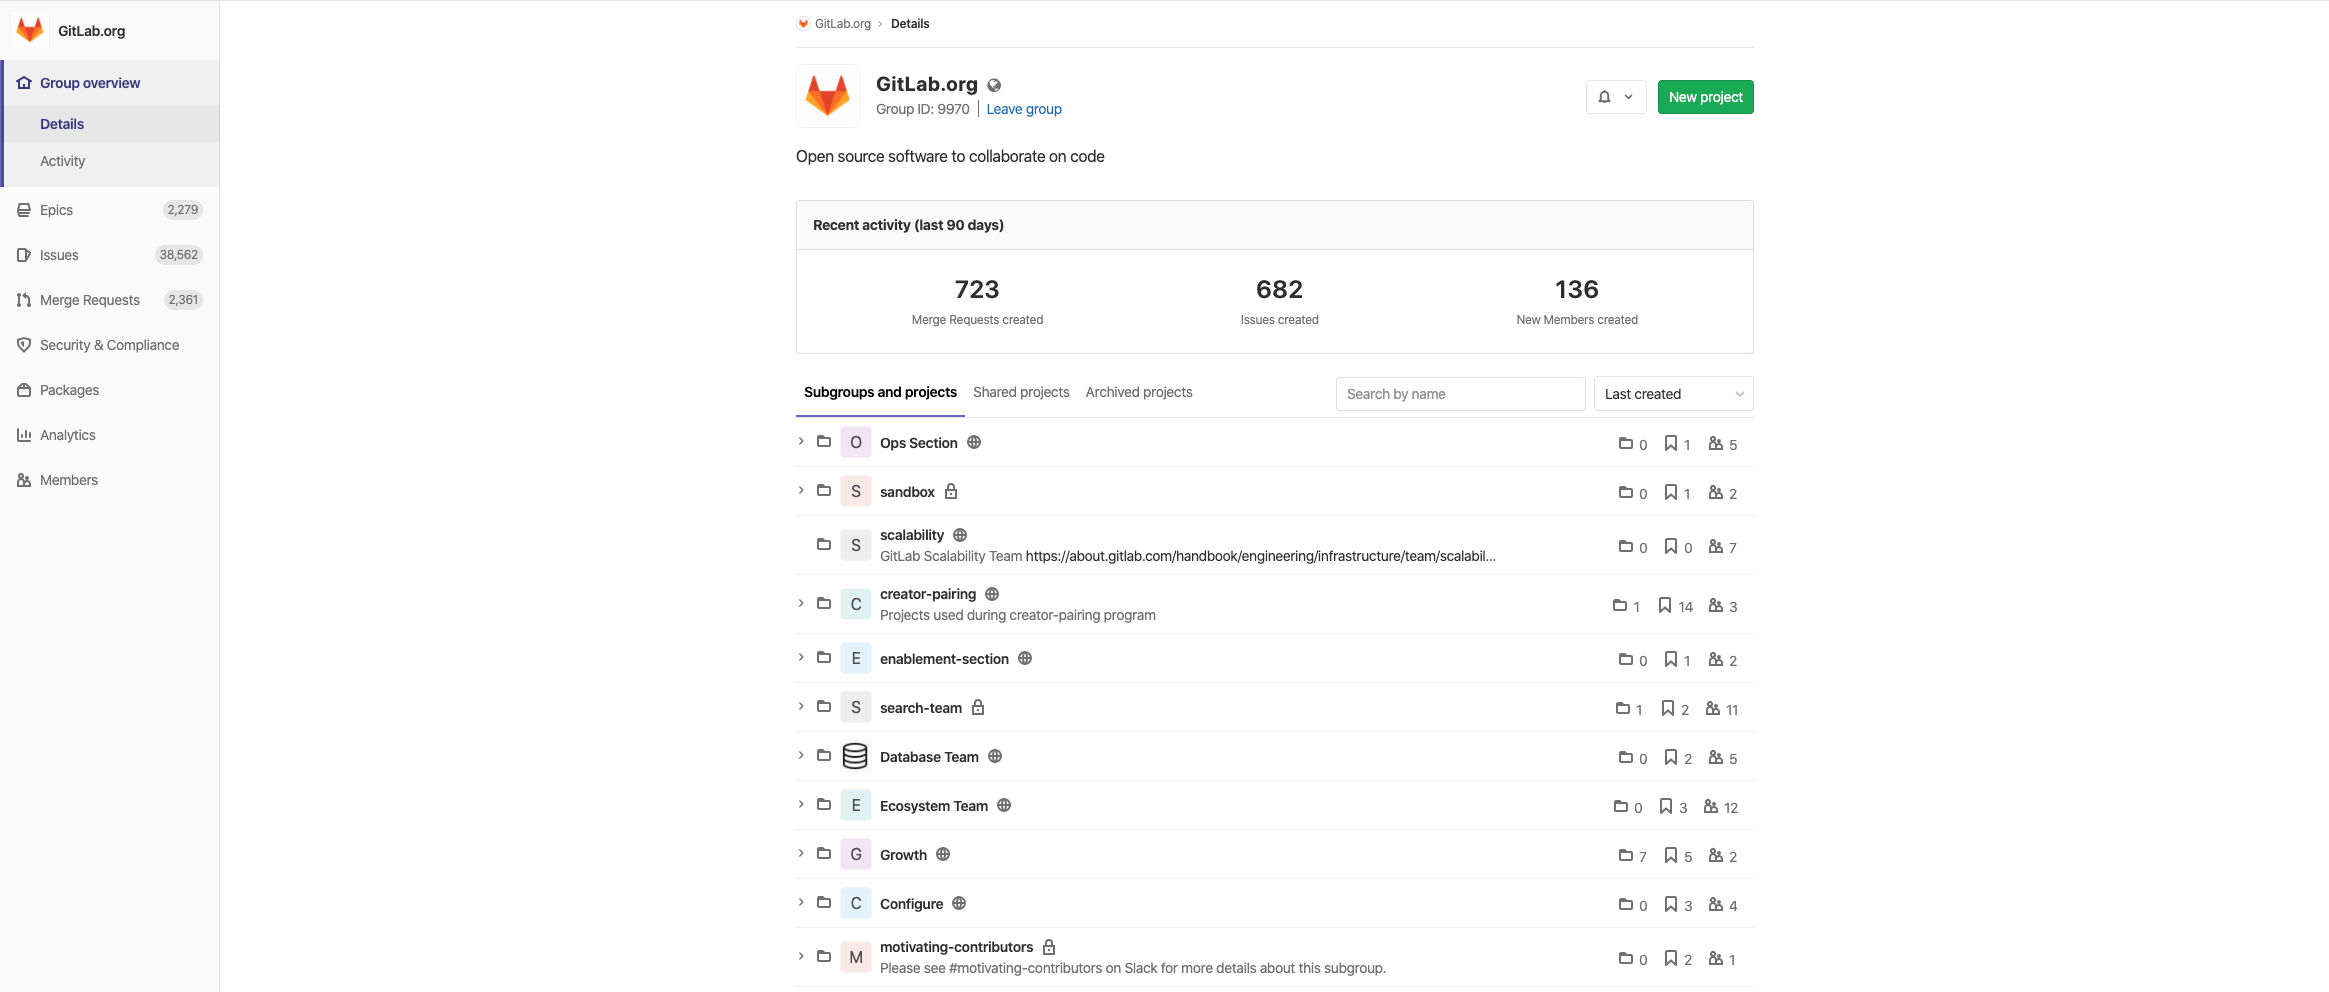 GitLab.org
Group overview
Details
Activity
Epics 2,279
Issues 38,562
Merge Requests 2,361
Security & Compliance
Packages
Analytics
Members
GitLab.org › Details
GitLab.org
Group ID: 9970 | Leave group
New project
Open source software to collaborate on code
Recent activity (last 90 days)
723 682 136
Merge Requests created Issues created New Members created
Subgroups and projects Shared projects Archived projects Search by name Last created
O Ops Section 0 1 5
S sandbox 0 1 2
S scalability 0 0 7
GitLab Scalability Team https://about.gitlab.com/handbook/engineering/infrastructure/team/scalabil...
C creator-pairing 1 14 3
Projects used during creator-pairing program
E enablement-section 0 1 2
S search-team 1 2 11
Database Team 0 2 5
E Ecosystem Team 0 3 12
G Growth 7 5 2
C Configure 0 3 4
M motivating-contributors 0 2 1
Please see #motivating-contributors on Slack for more details about this subgroup.